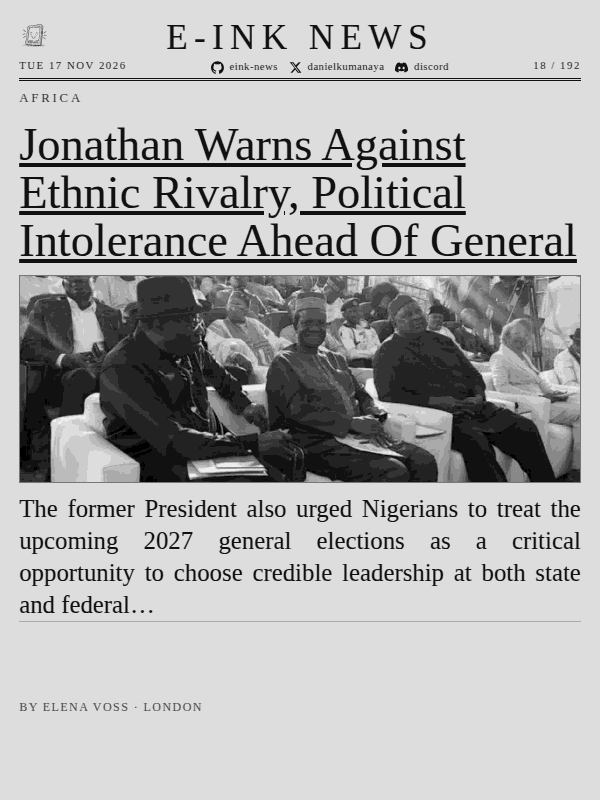 E-INK NEWS
TUE 17 NOV 2026
eink-news danielkumanaya discord
18 / 192
AFRICA
Jonathan Warns Against
Ethnic Rivalry, Political
Intolerance Ahead Of General
The former President also urged Nigerians to treat the
upcoming 2027 general elections as a critical
opportunity to choose credible leadership at both state
and federal…
BY ELENA VOSS · LONDON